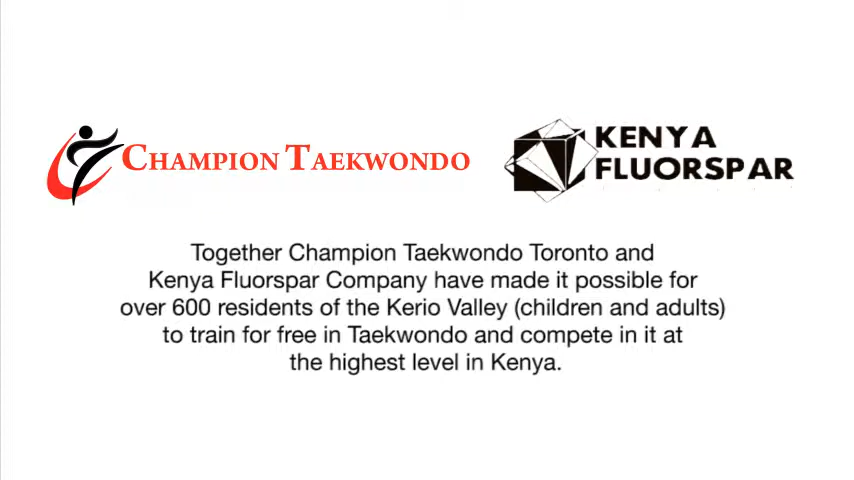 CHAMPION TAEKWONDO
KENYA
FLUORSPAR
Together Champion Taekwondo Toronto and
Kenya Fluorspar Company have made it possible for
over 600 residents of the Kerio Valley (children and adults)
to train for free in Taekwondo and compete in it at
the highest level in Kenya.